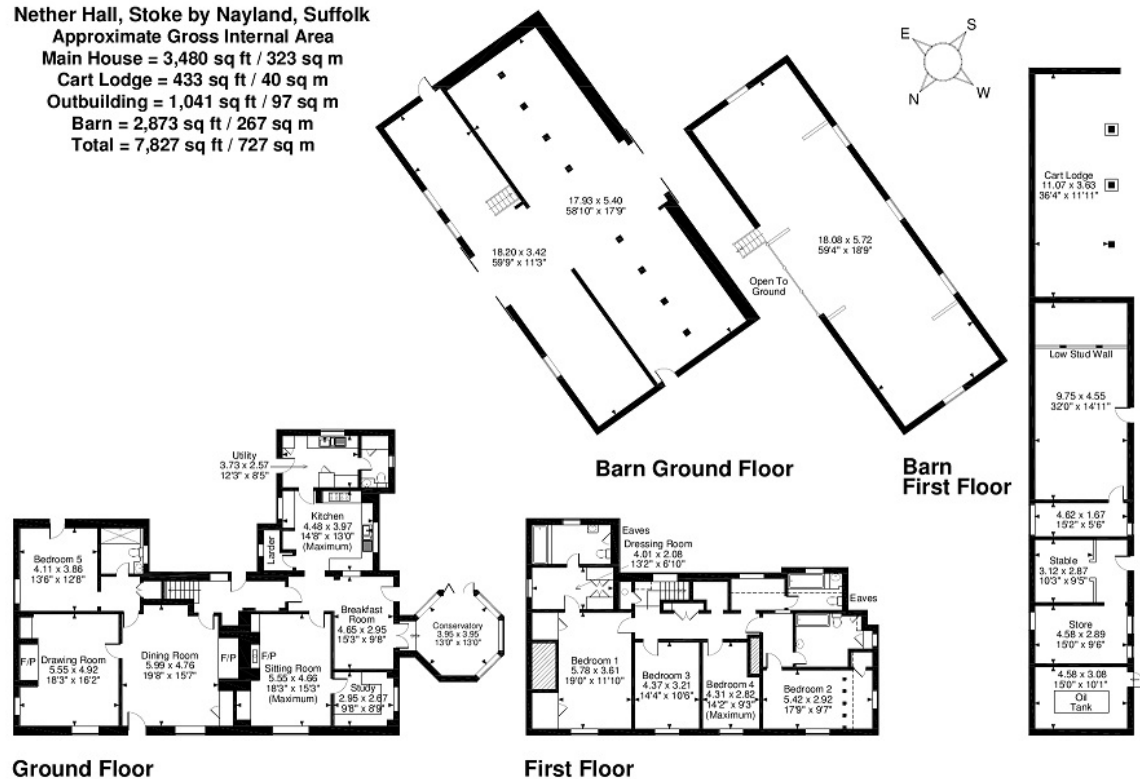 Nether Hall, Stoke by Nayland, Suffolk
Approximate Gross Internal Area
Main House = 3,480 sq ft / 323 sq m
Cart Lodge = 433 sq ft / 40 sq m
Outbuilding = 1,041 sq ft / 97 sq m
Barn = 2,873 sq ft / 267 sq m
Total = 7,827 sq ft / 727 sq m
E
S
N
W
17.93 x 5.40
58'10" x 17'9"
18.20 x 3.42
59'9" x 11'3"
Barn Ground Floor
18.08 x 5.72
59'4" x 18'9"
Open To
Ground
Barn
First Floor
Cart Lodge
11.07 x 3.63
36'4" x 11'11"
Low Stud Wall
9.75 x 4.55
32'0" x 14'11"
4.62 x 1.67
15'2" x 5'6"
Stable
3.12 x 2.87
10'3" x 9'5"
Store
4.58 x 2.89
15'0" x 9'6"
4.58 x 3.08
15'0" x 10'1"
Oil
Tank
Utility
3.73 x 2.57
12'3" x 8'5"
Kitchen
4.48 x 3.97
14'8" x 13'0"
(Maximum)
Larder
Bedroom 5
4.11 x 3.86
13'6" x 12'8"
Breakfast
Room
4.65 x 2.95
15'3" x 9'8"
Conservatory
3.95 x 3.95
13'0" x 13'0"
F/P
Drawing Room
5.55 x 4.92
18'3" x 16'2"
Dining Room
5.99 x 4.76
19'8" x 15'7"
F/P
F/P
Sitting Room
5.55 x 4.66
18'3" x 15'3"
(Maximum)
Study
2.95 x 2.67
9'8" x 8'9"
Ground Floor
Eaves
Dressing Room
4.01 x 2.08
13'2" x 6'10"
Eaves
Bedroom 1
5.78 x 3.61
19'0" x 11'10"
Bedroom 3
4.37 x 3.21
14'4" x 10'6"
Bedroom 4
4.31 x 2.82
14'2" x 9'3"
(Maximum)
Bedroom 2
5.42 x 2.92
17'9" x 9'7"
First Floor